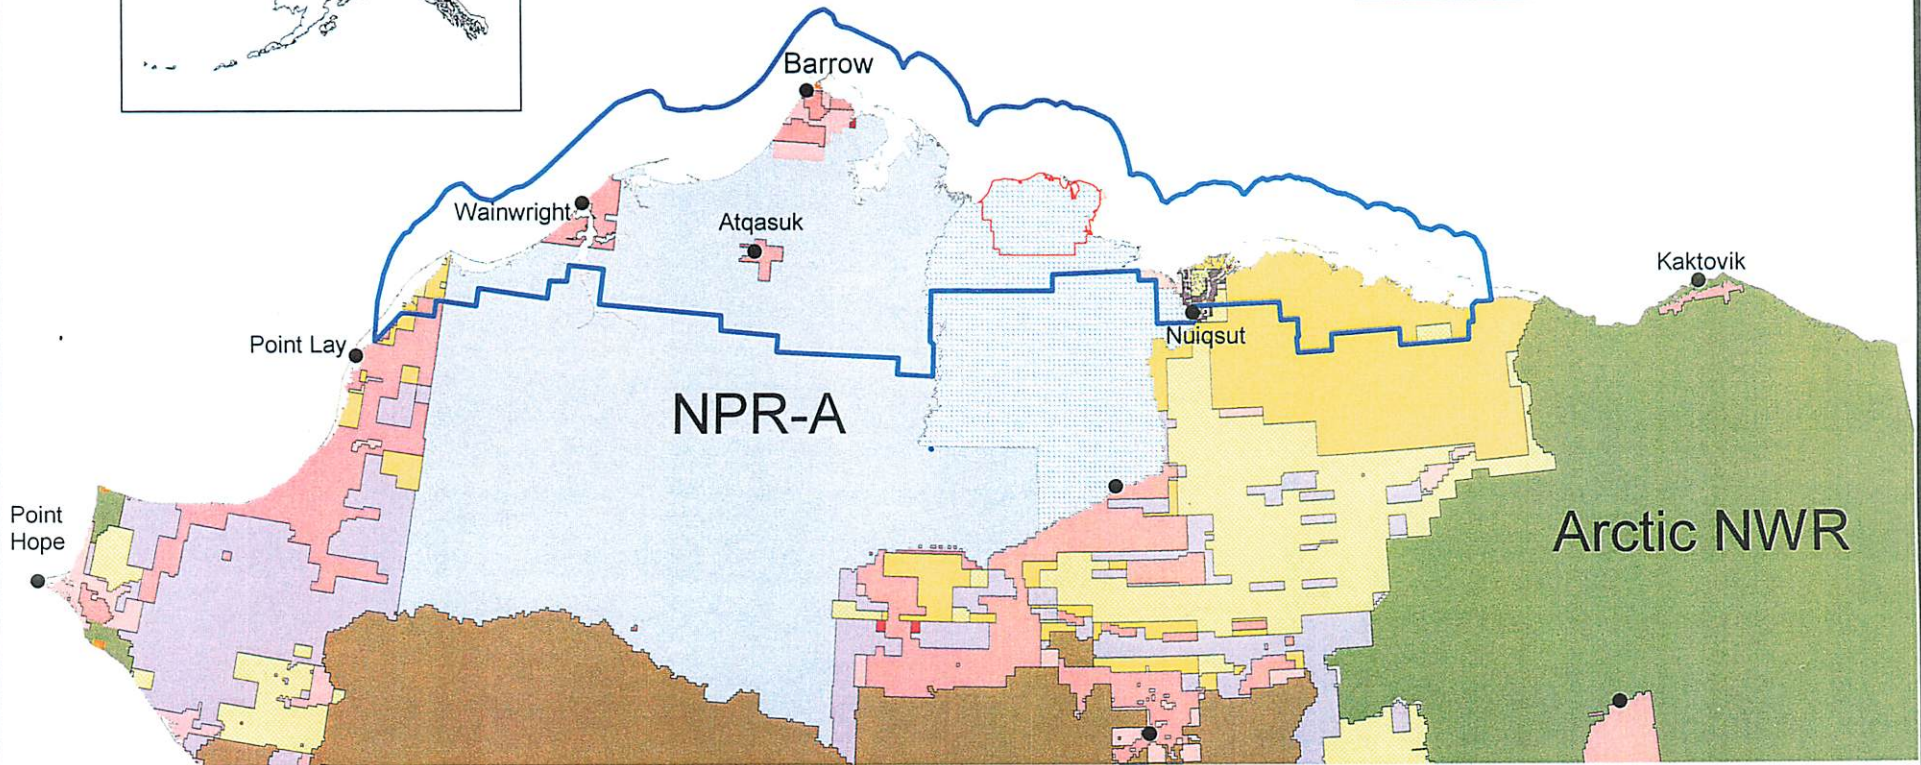 Barrow
Wainwright
Atqasuk
Kaktovik
Point Lay
Nuiqsut
NPR-A
Point
Hope
Arctic NWR